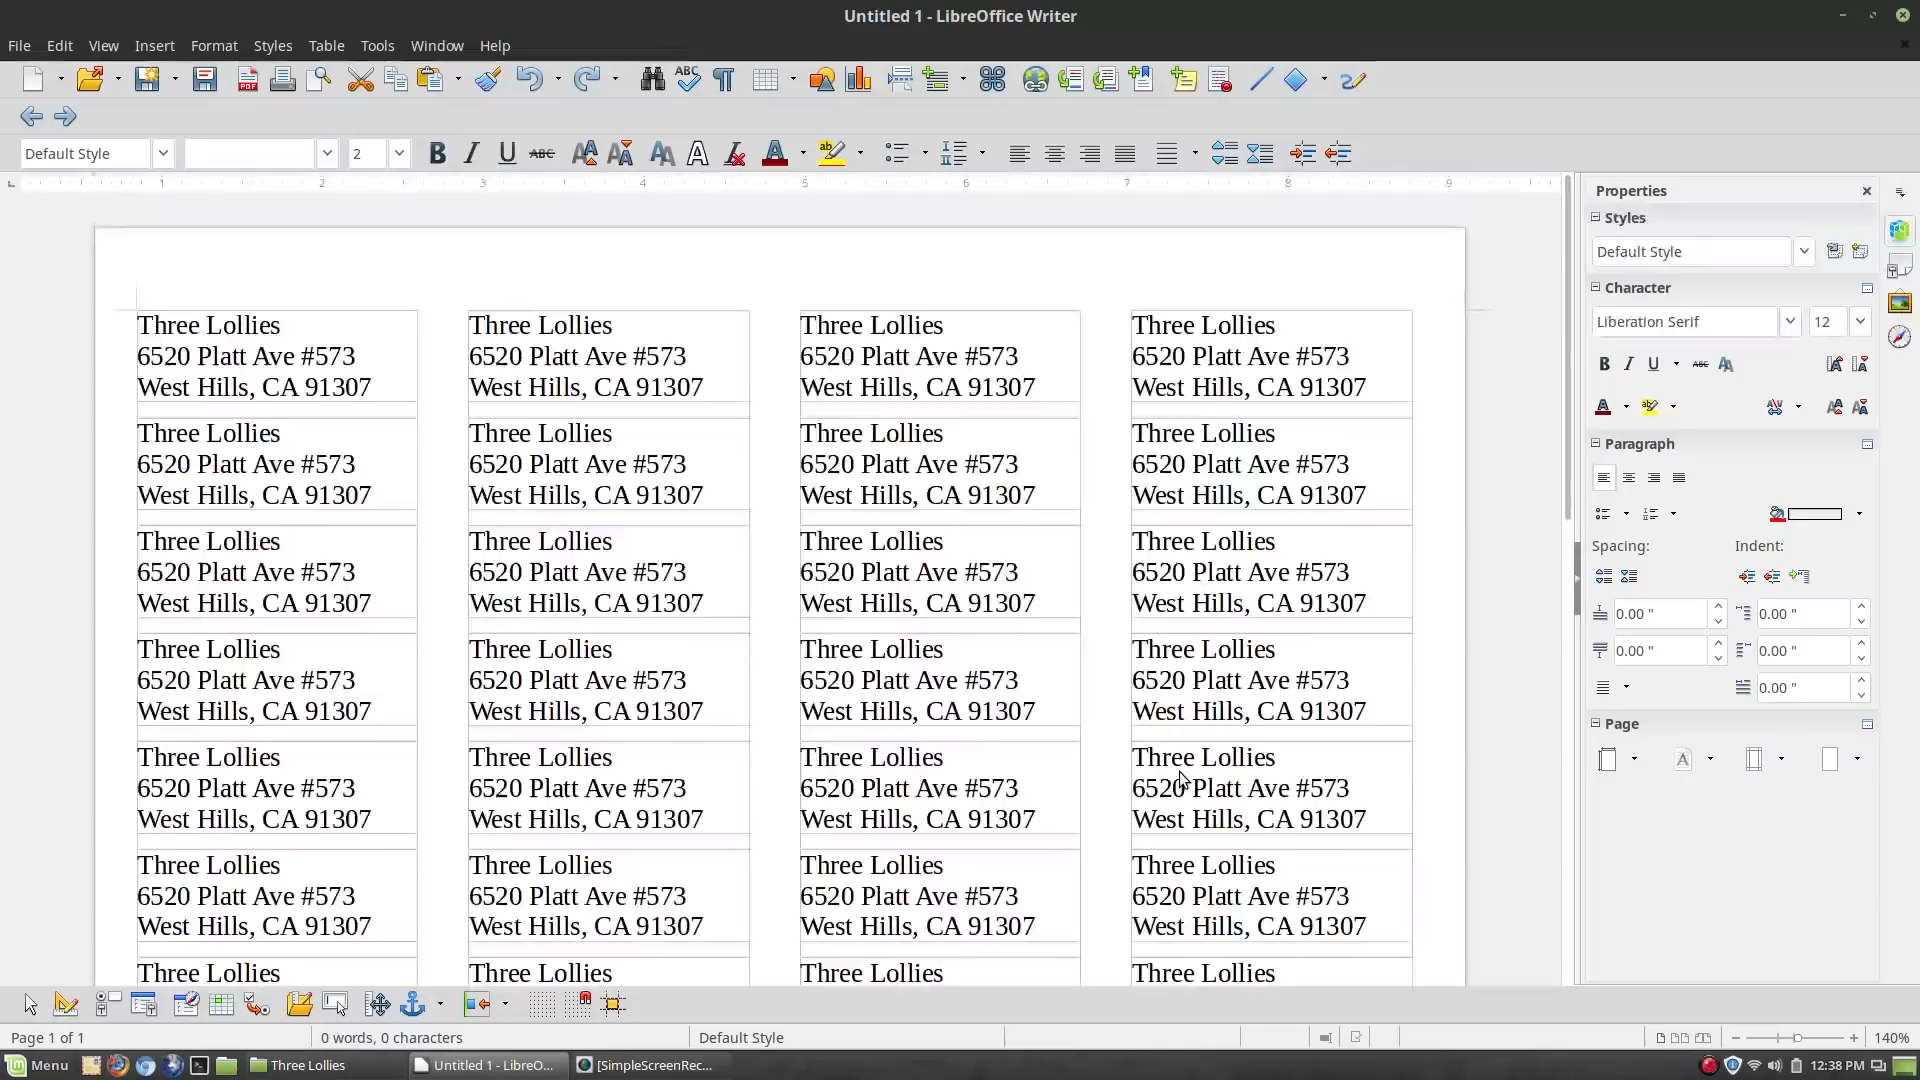 Untitled 1 - LibreOffice Writer
File Edit View Insert Format Styles Table Tools Window Help
Default Style 2
1 2 3 4 5 6 7 8 9
Three Lollies Three Lollies Three Lollies Three Lollies
6520 Platt Ave #573 6520 Platt Ave #573 6520 Platt Ave #573 6520 Platt Ave #573
West Hills, CA 91307 West Hills, CA 91307 West Hills, CA 91307 West Hills, CA 91307
Three Lollies Three Lollies Three Lollies Three Lollies
6520 Platt Ave #573 6520 Platt Ave #573 6520 Platt Ave #573 6520 Platt Ave #573
West Hills, CA 91307 West Hills, CA 91307 West Hills, CA 91307 West Hills, CA 91307
Three Lollies Three Lollies Three Lollies Three Lollies
6520 Platt Ave #573 6520 Platt Ave #573 6520 Platt Ave #573 6520 Platt Ave #573
West Hills, CA 91307 West Hills, CA 91307 West Hills, CA 91307 West Hills, CA 91307
Three Lollies Three Lollies Three Lollies Three Lollies
6520 Platt Ave #573 6520 Platt Ave #573 6520 Platt Ave #573 6520 Platt Ave #573
West Hills, CA 91307 West Hills, CA 91307 West Hills, CA 91307 West Hills, CA 91307
Three Lollies Three Lollies Three Lollies Three Lollies
6520 Platt Ave #573 6520 Platt Ave #573 6520 Platt Ave #573 6520 Platt Ave #573
West Hills, CA 91307 West Hills, CA 91307 West Hills, CA 91307 West Hills, CA 91307
Three Lollies Three Lollies Three Lollies Three Lollies
6520 Platt Ave #573 6520 Platt Ave #573 6520 Platt Ave #573 6520 Platt Ave #573
West Hills, CA 91307 West Hills, CA 91307 West Hills, CA 91307 West Hills, CA 91307
Three Lollies Three Lollies Three Lollies Three Lollies
Properties
Styles
Default Style
Character
Liberation Serif 12
Paragraph
Spacing: Indent:
0.00 " 0.00 "
0.00 " 0.00 "
0.00 "
Page
Page 1 of 1 0 words, 0 characters Default Style 140%
Menu Three Lollies Untitled 1 - LibreO... [SimpleScreenRec... 12:38 PM